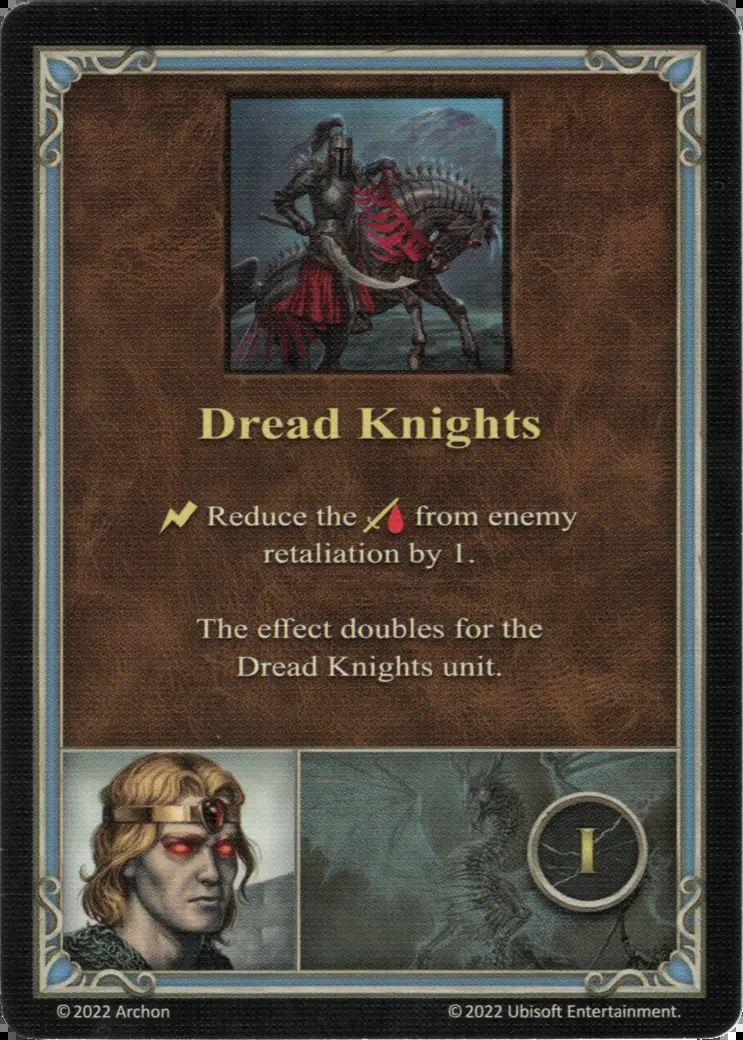 Dread Knights
Reduce the from enemy
retaliation by 1.
The effect doubles for the
Dread Knights unit.
I
© 2022 Archon
© 2022 Ubisoft Entertainment.